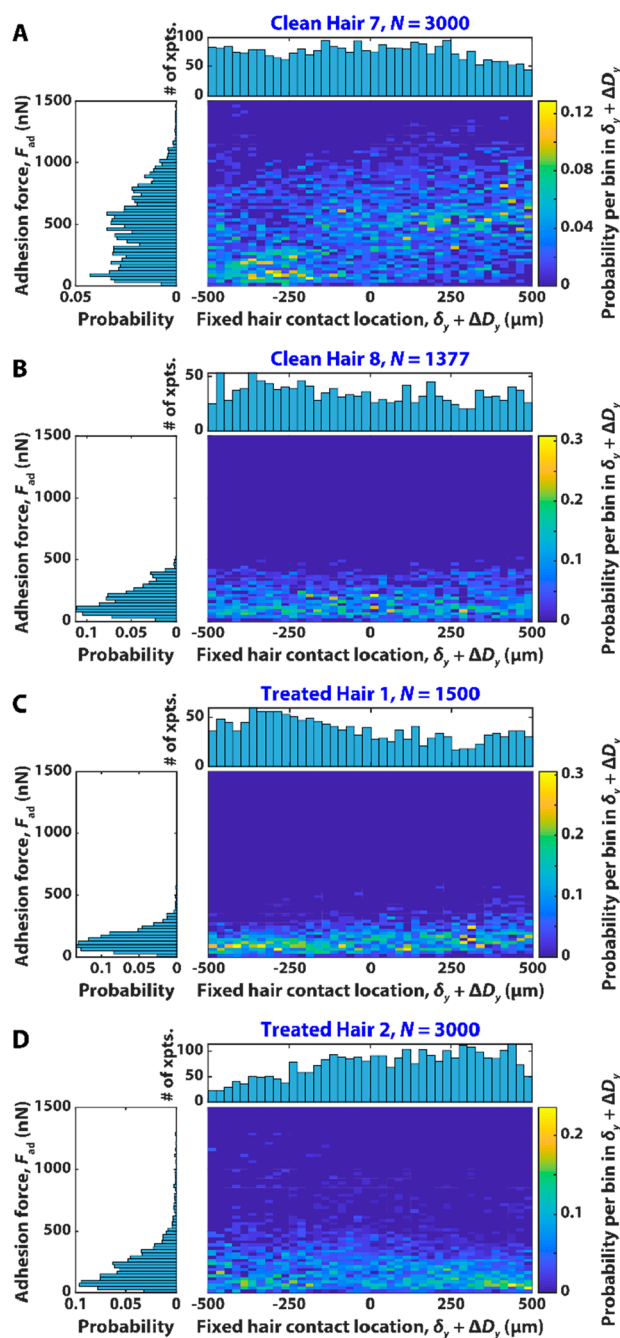 A
Clean Hair 7, N = 3000
# of xpts.
100
50
0
Adhesion force, Fad (nN)
1500
1000
500
0
0.05 0
Probability
-500 -250 0 250 500
Fixed hair contact location, δy + ΔDy (μm)
0.12
0.08
0.04
0
Probability per bin in δy + ΔDy
B
Clean Hair 8, N = 1377
# of xpts.
50
0
Adhesion force, Fad (nN)
1500
1000
500
0
0.1 0.05 0
Probability
-500 -250 0 250 500
Fixed hair contact location, δy + ΔDy (μm)
0.3
0.2
0.1
0
Probability per bin in δy + ΔDy
C
Treated Hair 1, N = 1500
# of xpts.
50
0
Adhesion force, Fad (nN)
1500
1000
500
0
0.1 0.05 0
Probability
-500 -250 0 250 500
Fixed hair contact location, δy + ΔDy (μm)
0.3
0.2
0.1
0
Probability per bin in δy + ΔDy
D
Treated Hair 2, N = 3000
# of xpts.
100
50
0
Adhesion force, Fad (nN)
1500
1000
500
0
0.05 0
Probability
-500 -250 0 250 500
Fixed hair contact location, δy + ΔDy (μm)
0.2
0.1
0
Probability per bin in δy + ΔDy